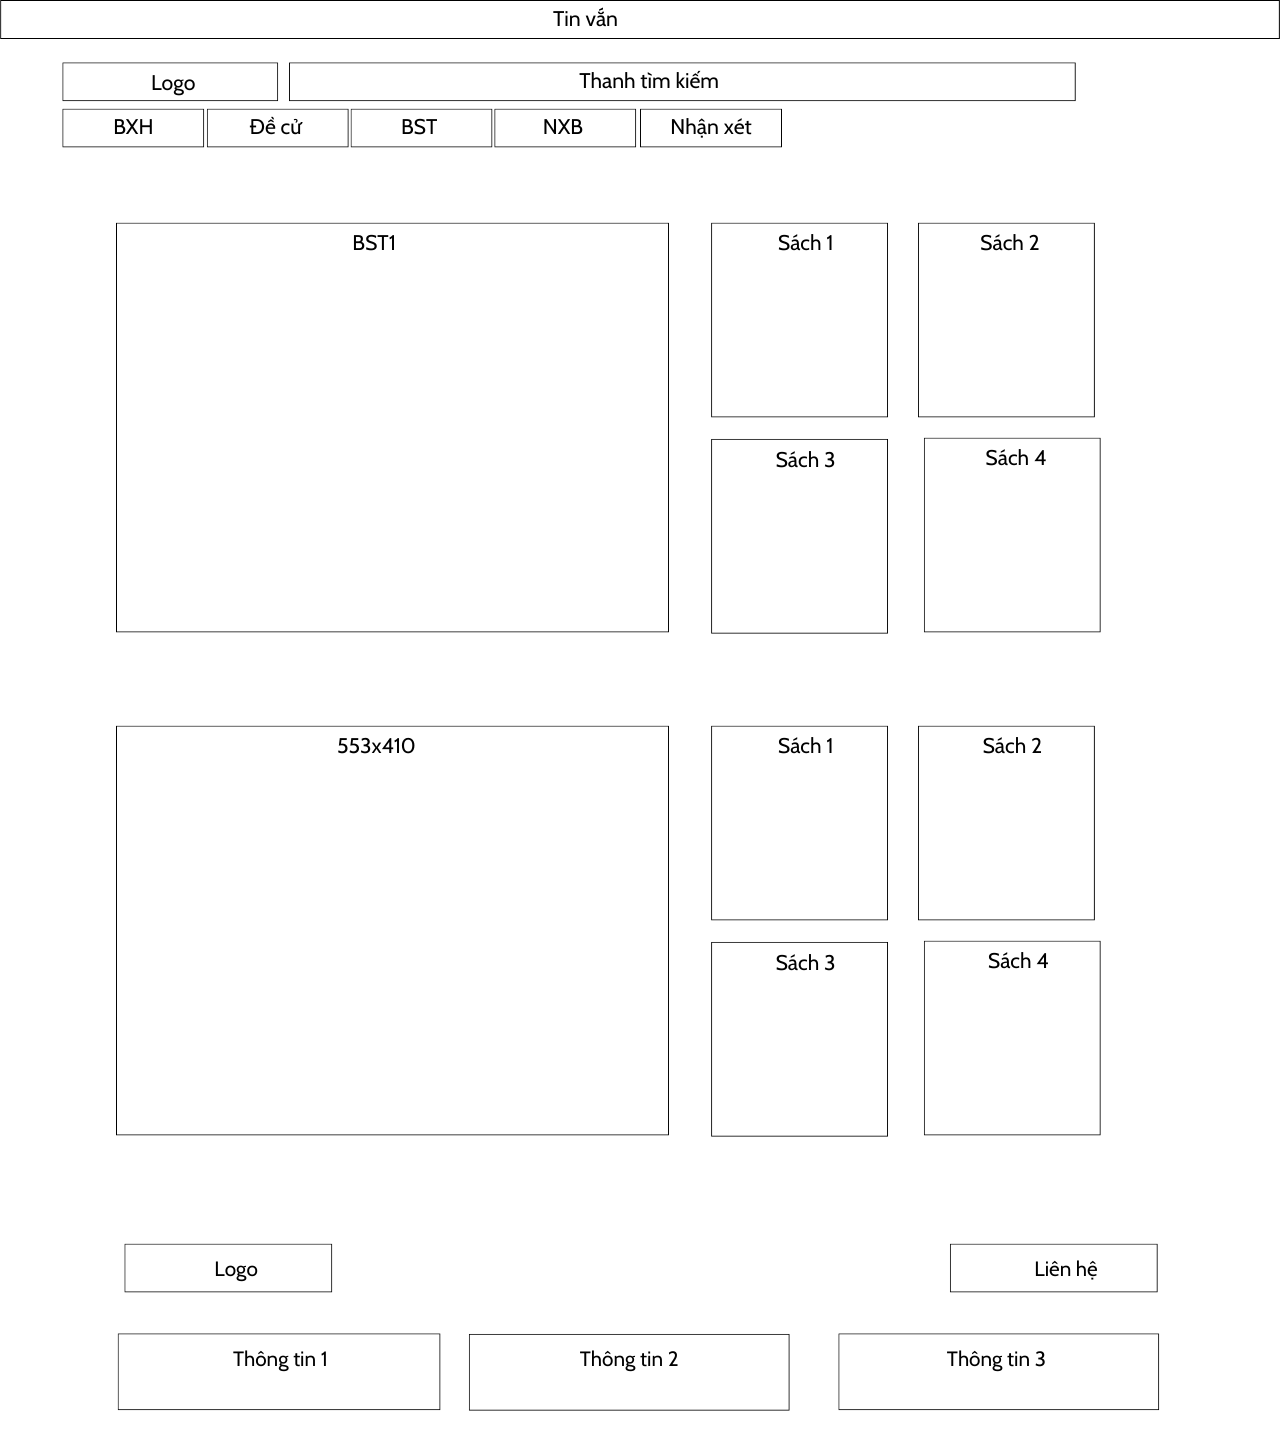 Tin vắn
Logo
Thanh tìm kiếm
BXH
Đề cử
BST
NXB
Nhận xét
BST1
Sách 1
Sách 2
Sách 3
Sách 4
553x410
Sách 1
Sách 2
Sách 3
Sách 4
Logo
Liên hệ
Thông tin 1
Thông tin 2
Thông tin 3